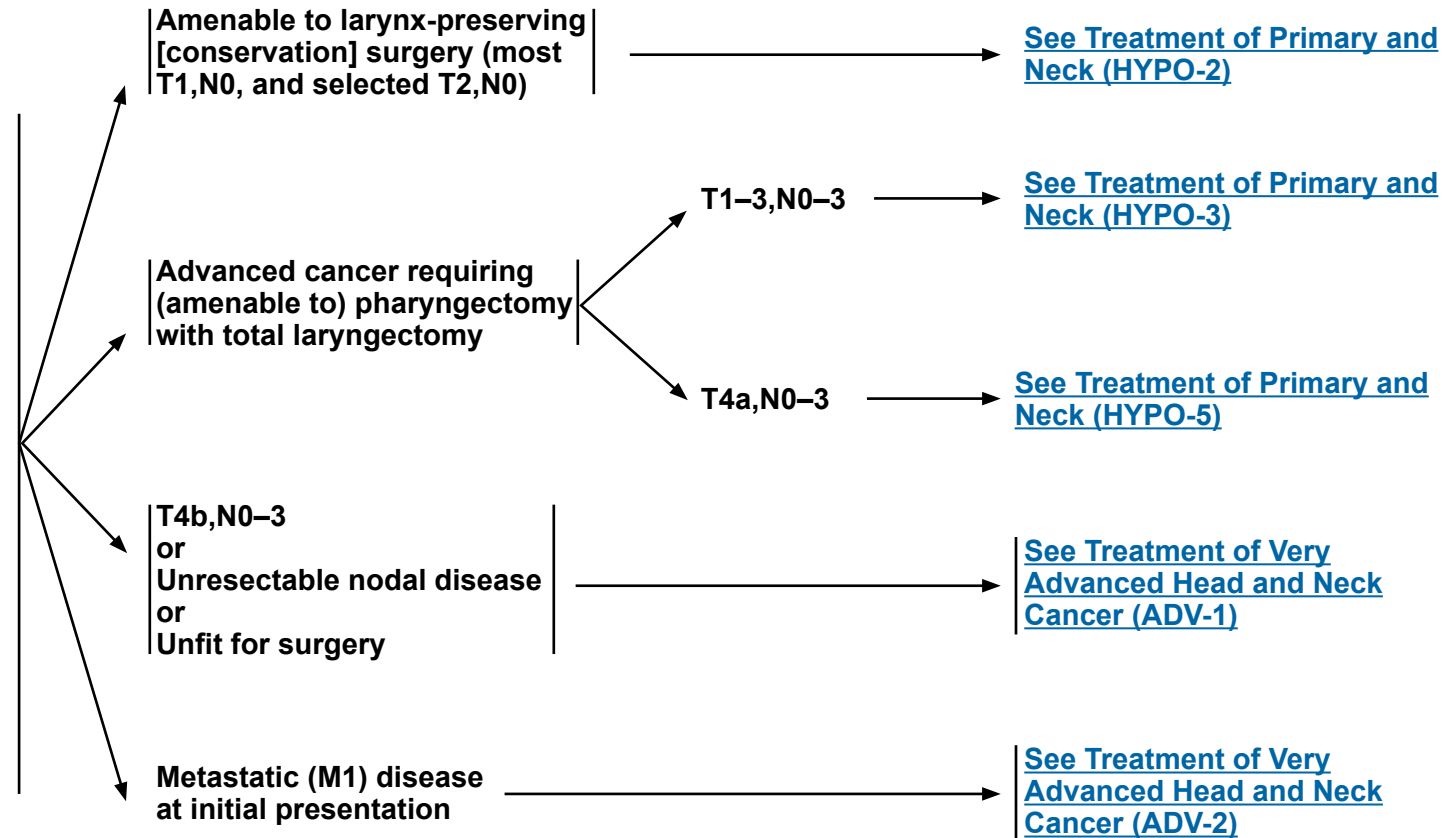 Amenable to larynx-preserving
[conservation] surgery (most
T1,N0, and selected T2,N0)
See Treatment of Primary and
Neck (HYPO-2)
Advanced cancer requiring
(amenable to) pharyngectomy
with total laryngectomy
T1–3,N0–3
See Treatment of Primary and
Neck (HYPO-3)
T4a,N0–3
See Treatment of Primary and
Neck (HYPO-5)
T4b,N0–3
or
Unresectable nodal disease
or
Unfit for surgery
See Treatment of Very
Advanced Head and Neck
Cancer (ADV-1)
Metastatic (M1) disease
at initial presentation
See Treatment of Very
Advanced Head and Neck
Cancer (ADV-2)